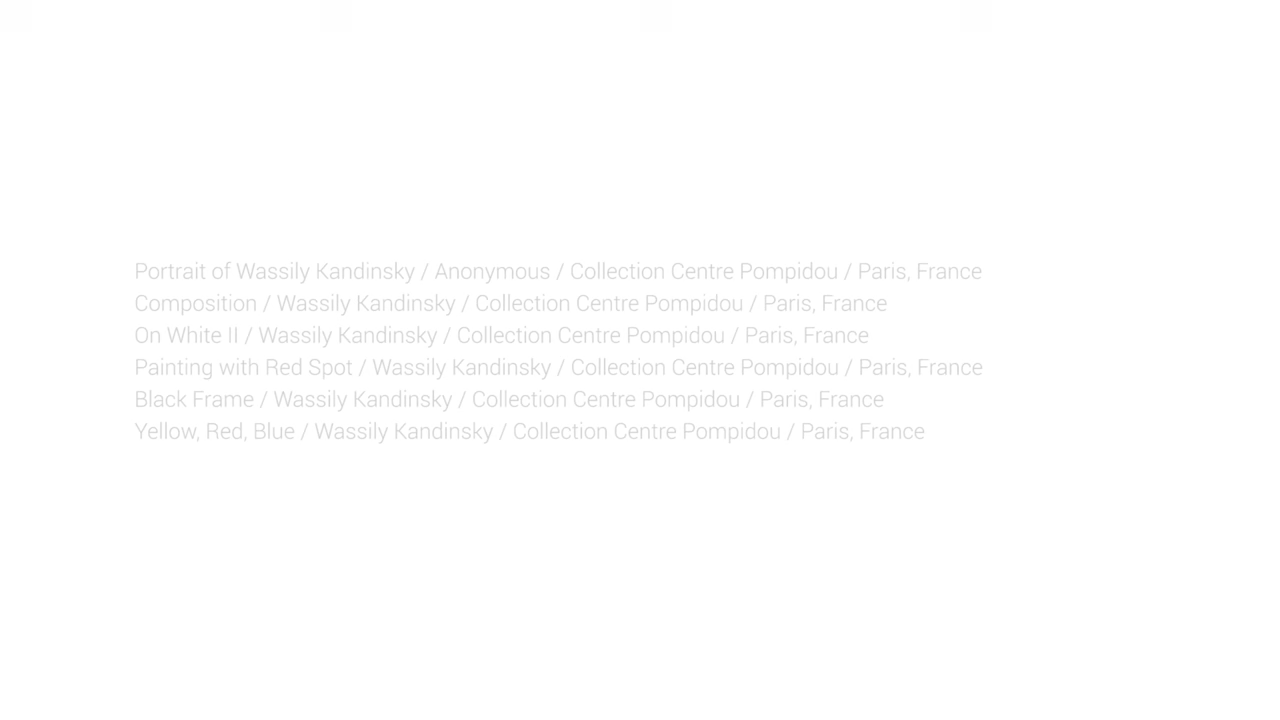 Portrait of Wassily Kandinsky / Anonymous / Collection Centre Pompidou / Paris, France
Composition / Wassily Kandinsky / Collection Centre Pompidou / Paris, France
On White II / Wassily Kandinsky / Collection Centre Pompidou / Paris, France
Painting with Red Spot / Wassily Kandinsky / Collection Centre Pompidou / Paris, France
Black Frame / Wassily Kandinsky / Collection Centre Pompidou / Paris, France
Yellow, Red, Blue / Wassily Kandinsky / Collection Centre Pompidou / Paris, France